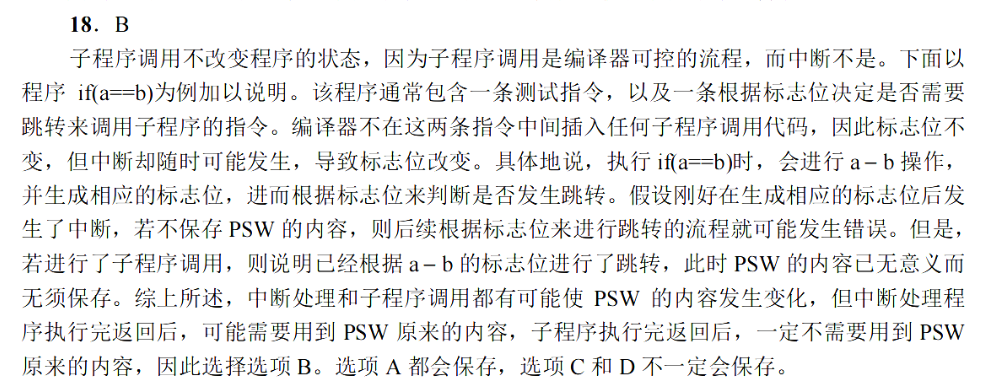 18．B
子程序调用不改变程序的状态，因为子程序调用是编译器可控的流程，而中断不是。下面以
程序 if(a==b)为例加以说明。该程序通常包含一条测试指令，以及一条根据标志位决定是否需要
跳转来调用子程序的指令。编译器不在这两条指令中间插入任何子程序调用代码，因此标志位不
变，但中断却随时可能发生，导致标志位改变。具体地说，执行 if(a==b)时，会进行 a – b 操作，
并生成相应的标志位，进而根据标志位来判断是否发生跳转。假设刚好在生成相应的标志位后发
生了中断，若不保存 PSW 的内容，则后续根据标志位来进行跳转的流程就可能发生错误。但是，
若进行了子程序调用，则说明已经根据 a – b 的标志位进行了跳转，此时 PSW 的内容已无意义而
无须保存。综上所述，中断处理和子程序调用都有可能使 PSW 的内容发生变化，但中断处理程
序执行完返回后，可能需要用到 PSW 原来的内容，子程序执行完返回后，一定不需要用到 PSW
原来的内容，因此选择选项 B。选项 A 都会保存，选项 C 和 D 不一定会保存。